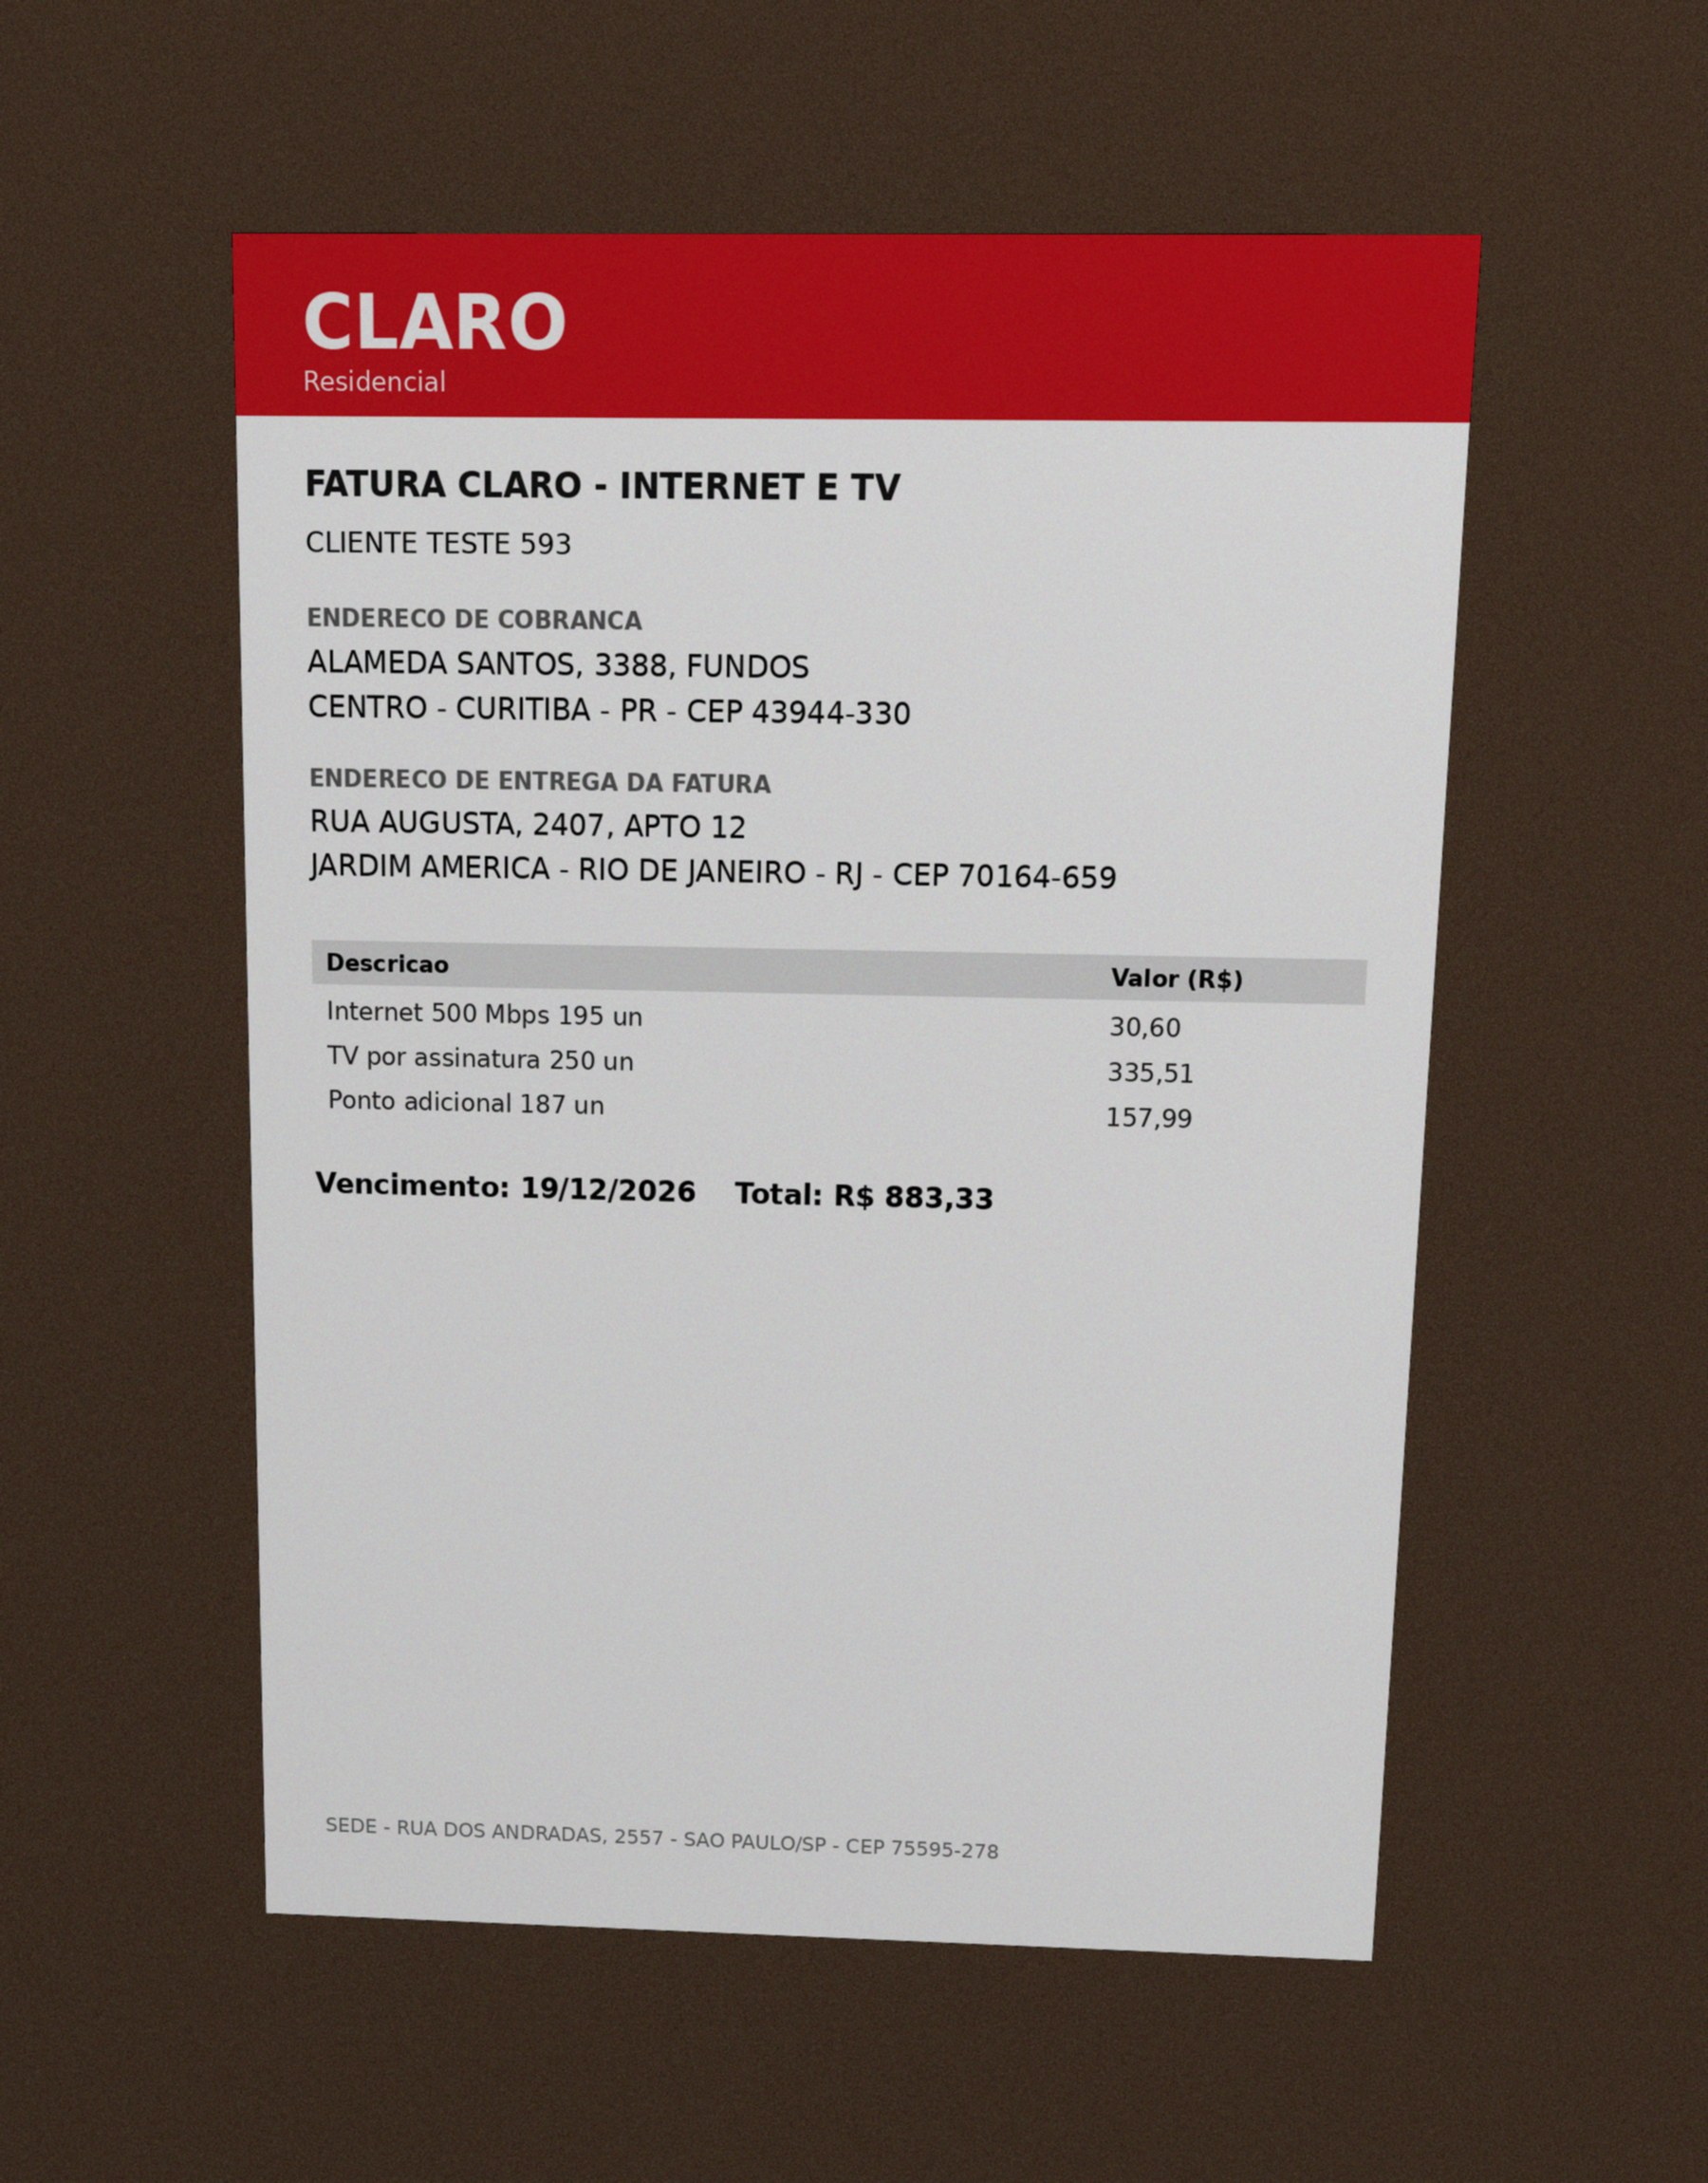 CLARO
Residencial
FATURA CLARO - INTERNET E TV
CLIENTE TESTE 593
ENDERECO DE COBRANCA
ALAMEDA SANTOS, 3388, FUNDOS
CENTRO - CURITIBA - PR - CEP 43944-330
ENDERECO DE ENTREGA DA FATURA
RUA AUGUSTA, 2407, APTO 12
JARDIM AMERICA - RIO DE JANEIRO - RJ - CEP 70164-659
Descricao Valor (R$)
Internet 500 Mbps 195 un 30,60
TV por assinatura 250 un 335,51
Ponto adicional 187 un 157,99
Vencimento: 19/12/2026 Total: R$ 883,33
SEDE - RUA DOS ANDRADAS, 2557 - SAO PAULO/SP - CEP 75595-278